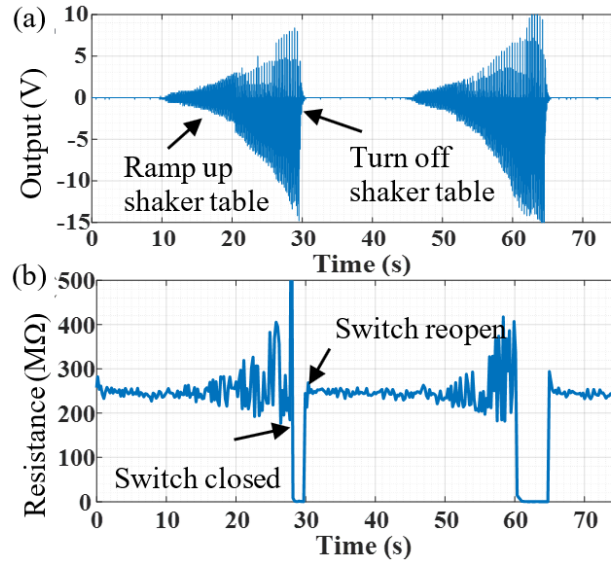 (a)
10
5
0
-5
-10
-15
Output (V)
Ramp up
shaker table
Turn off
shaker table
0 10 20 30 40 50 60 70
Time (s)
(b)
500
400
300
200
100
0
Resistance (MΩ)
Switch reopen
Switch closed
0 10 20 30 40 50 60 70
Time (s)